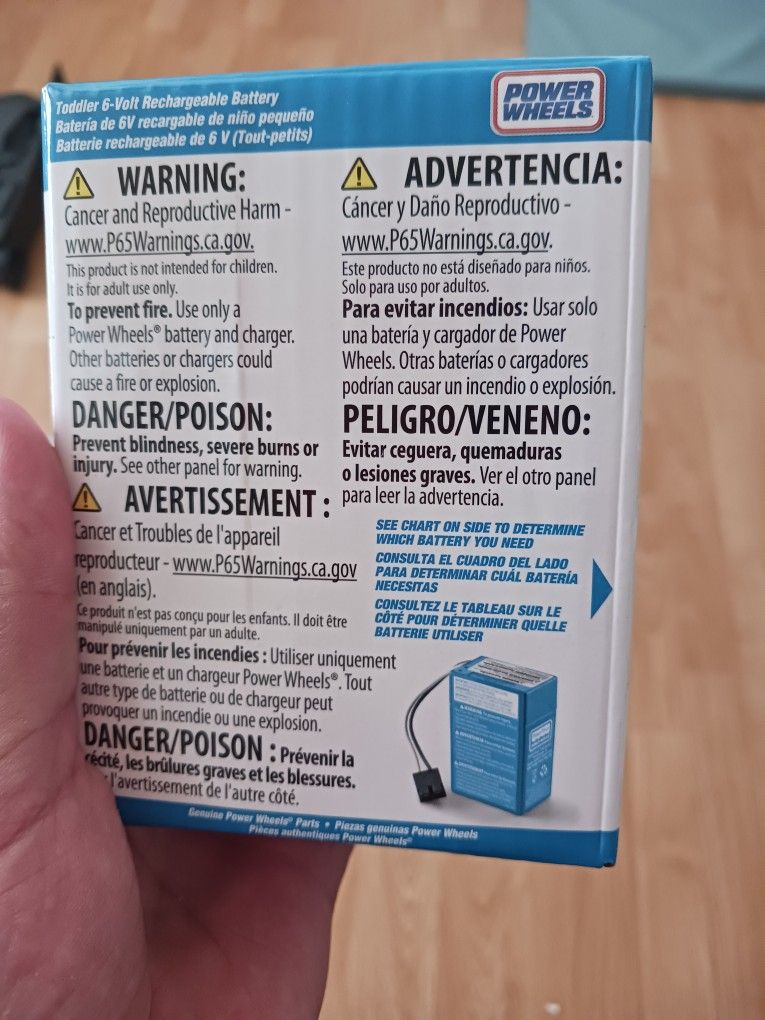 Toddler 6-Volt Rechargeable Battery
Batería de 6V recargable de niño pequeño
Batterie rechargeable de 6 V (Tout-petits)
POWER
WHEELS
WARNING:
Cancer and Reproductive Harm -
www.P65Warnings.ca.gov.
This product is not intended for children.
It is for adult use only.
To prevent fire. Use only a
Power Wheels® battery and charger.
Other batteries or chargers could
cause a fire or explosion.
DANGER/POISON:
Prevent blindness, severe burns or
injury. See other panel for warning.
ADVERTENCIA:
Cáncer y Daño Reproductivo -
www.P65Warnings.ca.gov.
Este producto no está diseñado para niños.
Solo para uso por adultos.
Para evitar incendios: Usar solo
una batería y cargador de Power
Wheels. Otras baterías o cargadores
podrían causar un incendio o explosión.
PELIGRO/VENENO:
Evitar ceguera, quemaduras
o lesiones graves. Ver el otro panel
para leer la advertencia.
AVERTISSEMENT :
Cancer et Troubles de l'appareil
reproducteur - www.P65Warnings.ca.gov
(en anglais).
Ce produit n'est pas conçu pour les enfants. Il doit être
manipulé uniquement par un adulte.
Pour prévenir les incendies : Utiliser uniquement
une batterie et un chargeur Power Wheels®. Tout
autre type de batterie ou de chargeur peut
provoquer un incendie ou une explosion.
DANGER/POISON : Prévenir la
cécité, les brûlures graves et les blessures.
l'avertissement de l'autre côté.
SEE CHART ON SIDE TO DETERMINE
WHICH BATTERY YOU NEED
CONSULTA EL CUADRO DEL LADO
PARA DETERMINAR CUÁL BATERÍA
NECESITAS
CONSULTEZ LE TABLEAU SUR LE
CÔTÉ POUR DÉTERMINER QUELLE
BATTERIE UTILISER
Genuine Power Wheels® Parts • Piezas genuinas Power Wheels
Pièces authentiques Power Wheels®